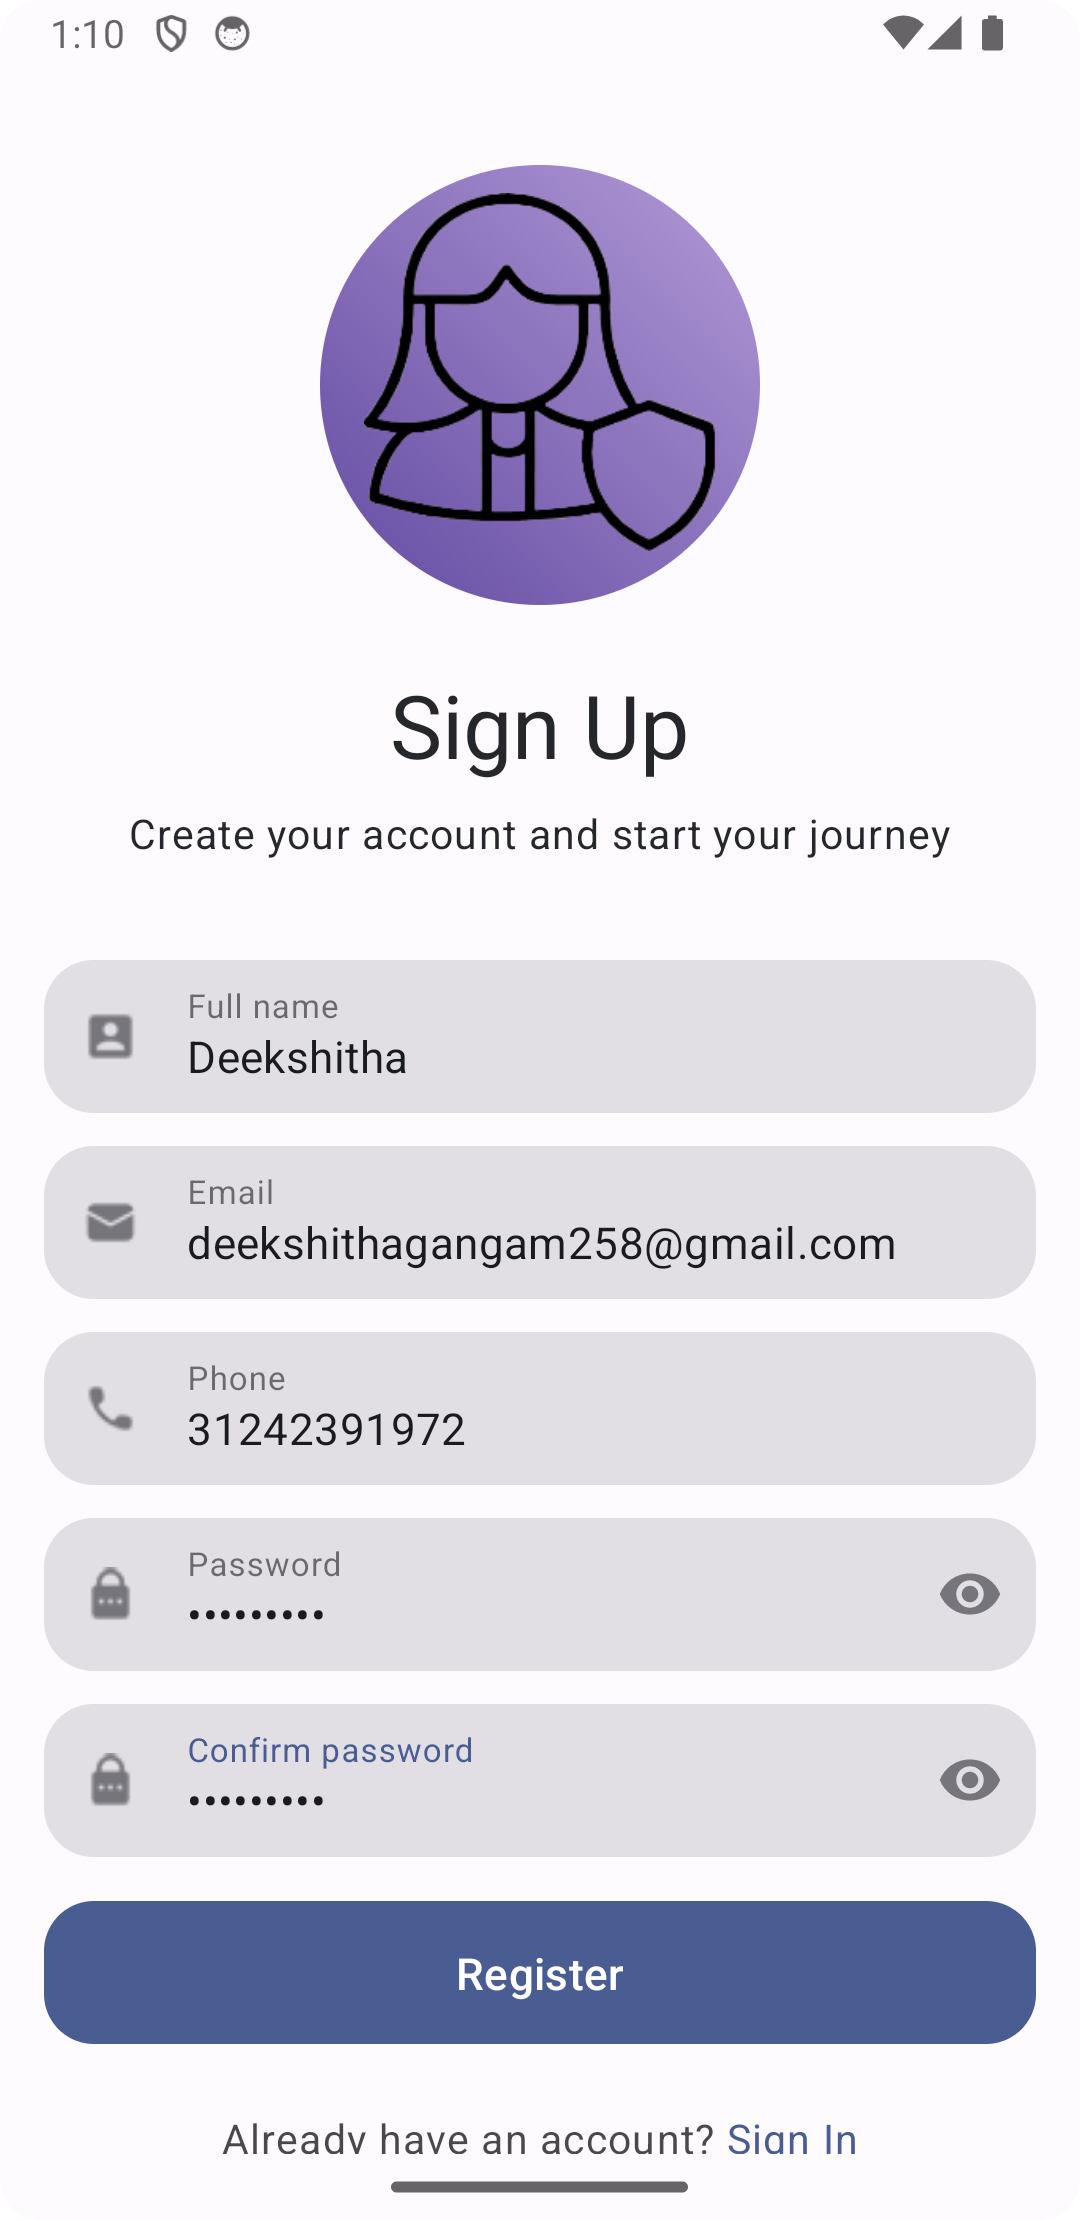 1:10
Sign Up
Create your account and start your journey
Full name
Deekshitha
Email
deekshithagangam258@gmail.com
Phone
31242391972
Password
•••••••••
Confirm password
•••••••••
Register
Already have an account? Sign In